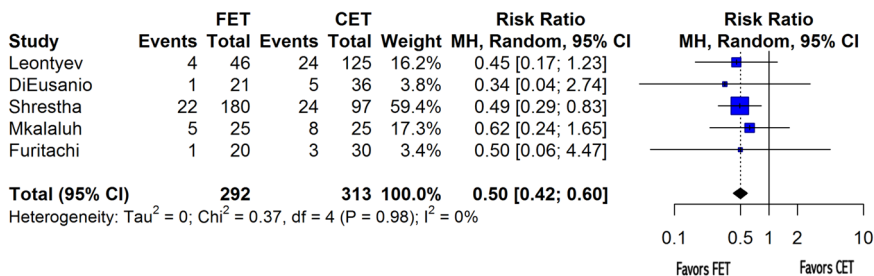 FET CET Risk Ratio Risk Ratio
Study Events Total Events Total Weight MH, Random, 95% CI MH, Random, 95% CI
Leontyev 4 46 24 125 16.2% 0.45 [0.17; 1.23]
DiEusanio 1 21 5 36 3.8% 0.34 [0.04; 2.74]
Shrestha 22 180 24 97 59.4% 0.49 [0.29; 0.83]
Mkalaluh 5 25 8 25 17.3% 0.62 [0.24; 1.65]
Furitachi 1 20 3 30 3.4% 0.50 [0.06; 4.47]
Total (95% CI) 292 313 100.0% 0.50 [0.42; 0.60]
Heterogeneity: Tau² = 0; Chi² = 0.37, df = 4 (P = 0.98); I² = 0%
0.1 0.5 1 2 10
Favors FET Favors CET